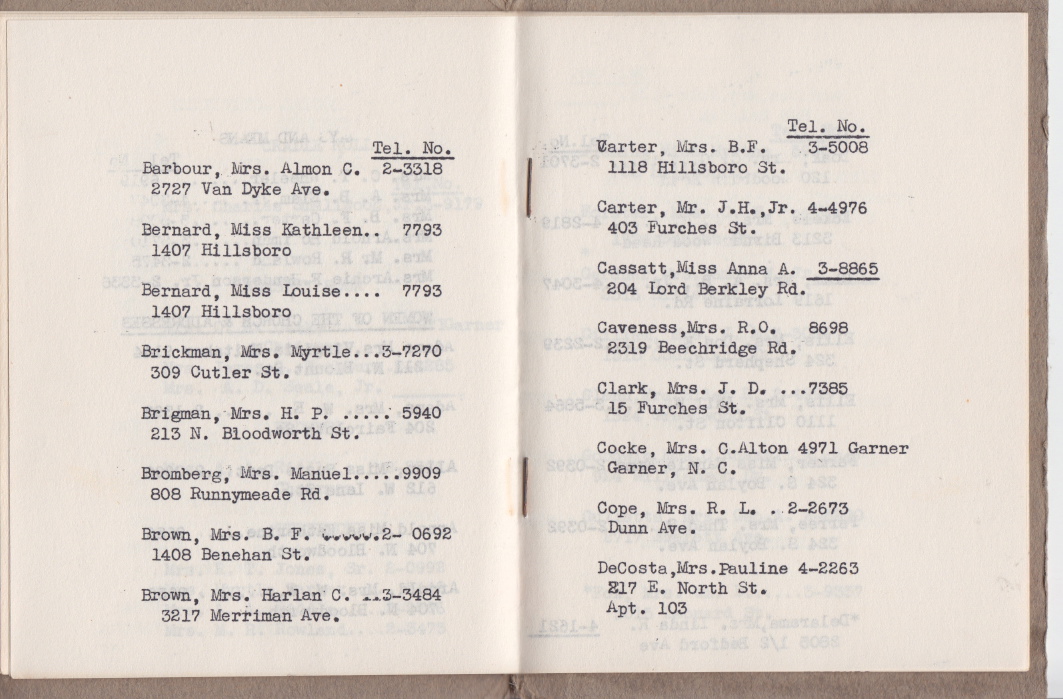 Tel. No.
Barbour, Mrs. Almon C. 2-3318
2727 Van Dyke Ave.
Bernard, Miss Kathleen.. 7793
1407 Hillsboro
Bernard, Miss Louise.... 7793
1407 Hillsboro
Brickman, Mrs. Myrtle...3-7270
309 Cutler St.
Brigman, Mrs. H. P. ..... 5940
213 N. Bloodworth St.
Bromberg, Mrs. Manuel.....9909
808 Runnymeade Rd.
Brown, Mrs. B. F. ......2- 0692
1408 Benehan St.
Brown, Mrs. Harlan C. ...3-3484
3217 Merriman Ave.
Tel. No.
Carter, Mrs. B.F. 3-5008
1118 Hillsboro St.
Carter, Mr. J.H.,Jr. 4-4976
403 Furches St.
Cassatt,Miss Anna A. 3-8865
204 Lord Berkley Rd.
Caveness,Mrs. R.O. 8698
2319 Beechridge Rd.
Clark, Mrs. J. D. ...7385
15 Furches St.
Cocke, Mrs. C.Alton 4971 Garner
Garner, N. C.
Cope, Mrs. R. L. . 2-2673
Dunn Ave.
DeCosta,Mrs.Pauline 4-2263
217 E. North St.
Apt. 103